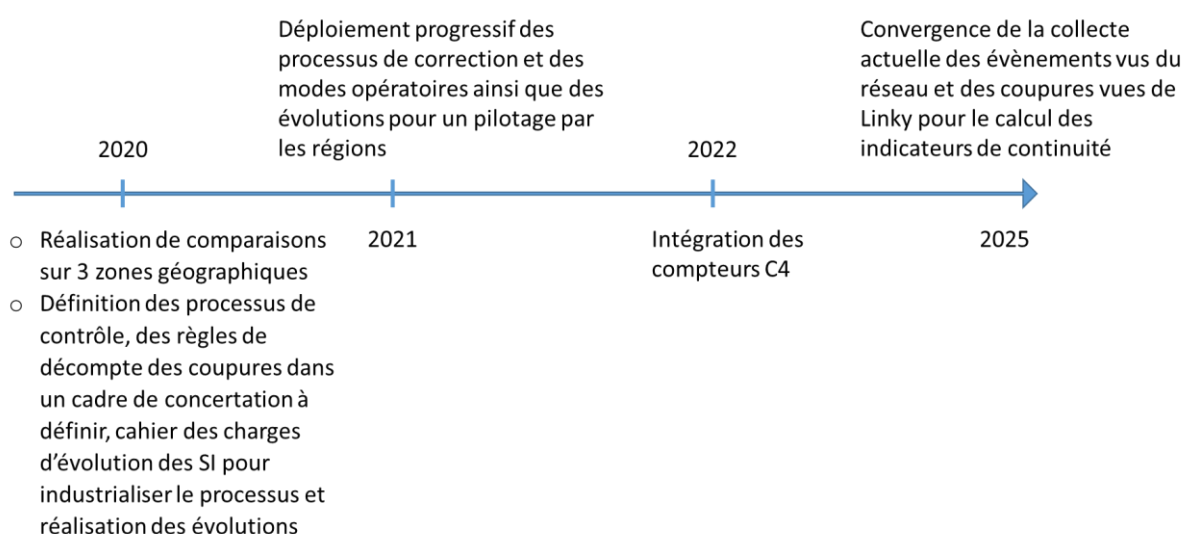 2020
Réalisation de comparaisons
sur 3 zones géographiques
Définition des processus de
contrôle, des règles de
décompte des coupures dans
un cadre de concertation à
définir, cahier des charges
d’évolution des SI pour
industrialiser le processus et
réalisation des évolutions
Déploiement progressif des
processus de correction et des
modes opératoires ainsi que des
évolutions pour un pilotage par
les régions
2021
2022
Intégration des
compteurs C4
Convergence de la collecte
actuelle des évènements vus du
réseau et des coupures vues de
Linky pour le calcul des
indicateurs de continuité
2025